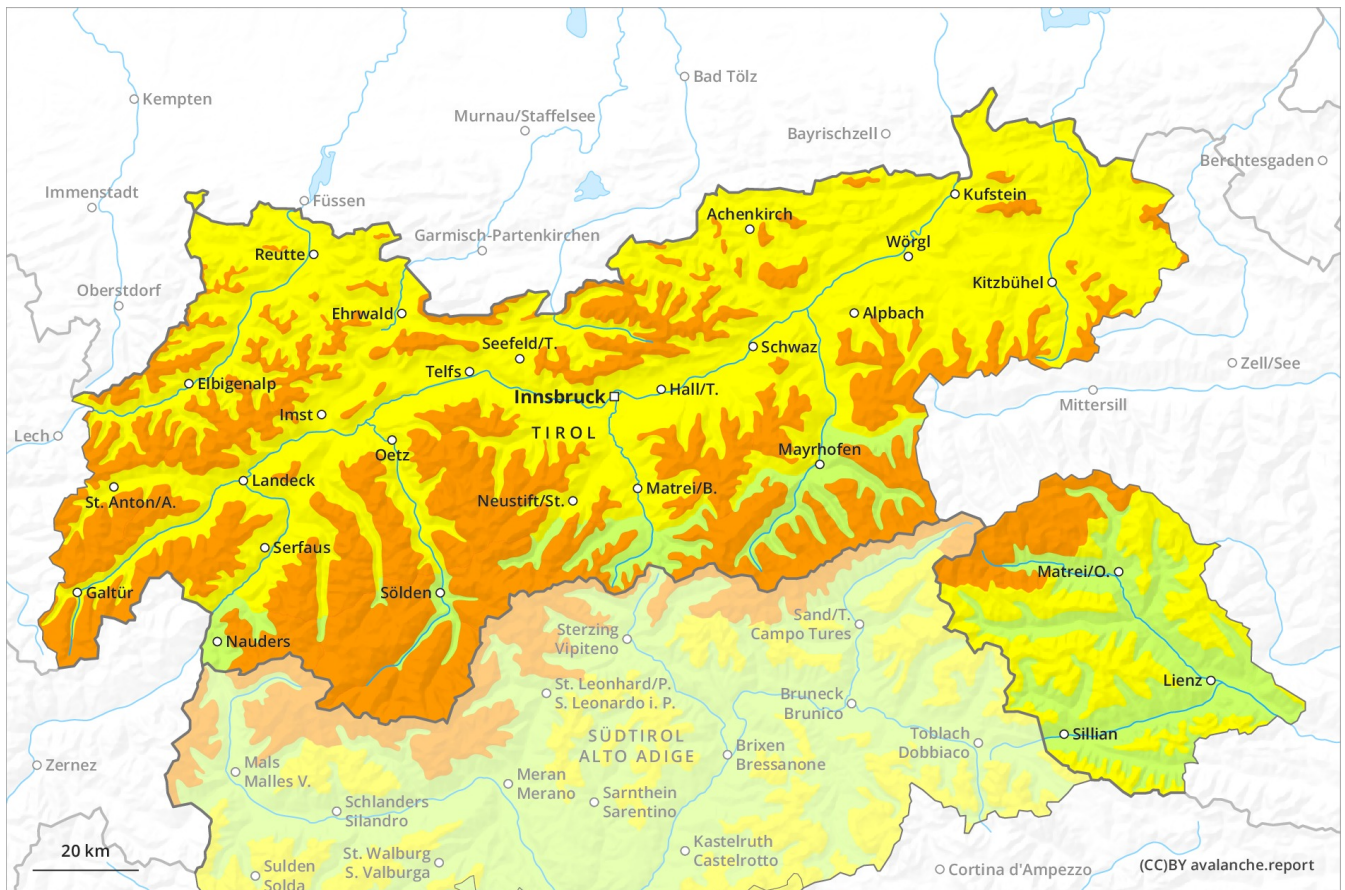 Kempten
Bad Tölz
Murnau/Staffelsee
Bayrischzell
Berchtesgaden
Immenstadt
Füssen
Kufstein
Achenkirch
Garmisch-Partenkirchen
Wörgl
Reutte
Oberstdorf
Kitzbühel
Ehrwald
Alpbach
Seefeld/T.
Schwaz
Zell/See
Telfs
Elbigenalp
Hall/T.
Innsbruck
Mittersill
Imst
TIROL
Lech
Oetz
Mayrhofen
Landeck
Matrei/B.
St. Anton/A.
Neustift/St.
Serfaus
Matrei/O.
Galtür
Sölden
Sand/T.
Campo Tures
Sterzing
Vipiteno
Nauders
Lienz
St. Leonhard/P.
S. Leonardo i. P.
Bruneck
Brunico
SÜDTIROL
ALTO ADIGE
Sillian
Toblach
Dobbiaco
Brixen
Bressanone
Zernez
Mals
Malles V.
Meran
Merano
Sarnthein
Sarentino
Schlanders
Silandro
Kastelruth
Castelrotto
20 km
St. Walburg
S. Valburga
Sulden
Solda
Cortina d'Ampezzo
(CC)BY avalanche.report